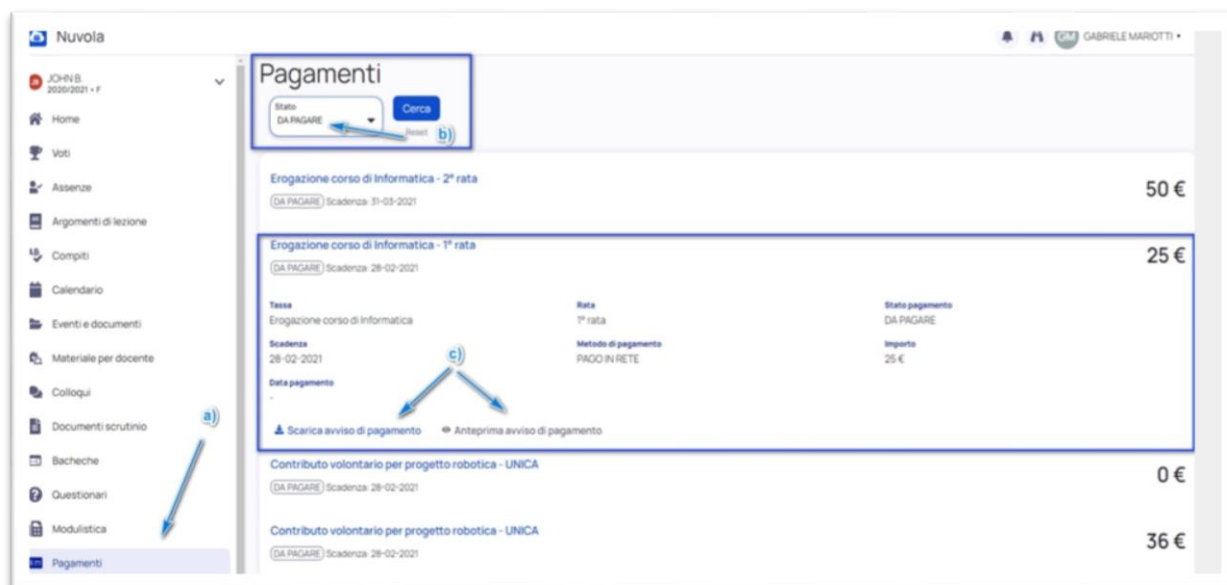 Nuvola
GM GABRIELE MARIOTTI
JOHN B.
2020/2021 • F
Home
Voti
Assenze
Argomenti di lezione
Compiti
Calendario
Eventi e documenti
Materiale per docente
Colloqui
Documenti scrutinio
Bacheche
Questionari
Modulistica
Pagamenti
a)
Pagamenti
Stato
DA PAGARE
Cerca
Reset
b)
Erogazione corso di Informatica - 2° rata
50 €
DA PAGARE Scadenza: 31-03-2021
Erogazione corso di Informatica - 1° rata
25 €
DA PAGARE Scadenza: 28-02-2021
Tassa Rata Stato pagamento
Erogazione corso di Informatica 1° rata DA PAGARE
Scadenza Metodo di pagamento Importo
28-02-2021 PAGO IN RETE 25 €
Data pagamento
-
c)
Scarica avviso di pagamento Anteprima avviso di pagamento
Contributo volontario per progetto robotica - UNICA
0 €
DA PAGARE Scadenza: 28-02-2021
Contributo volontario per progetto robotica - UNICA
36 €
DA PAGARE Scadenza: 28-02-2021